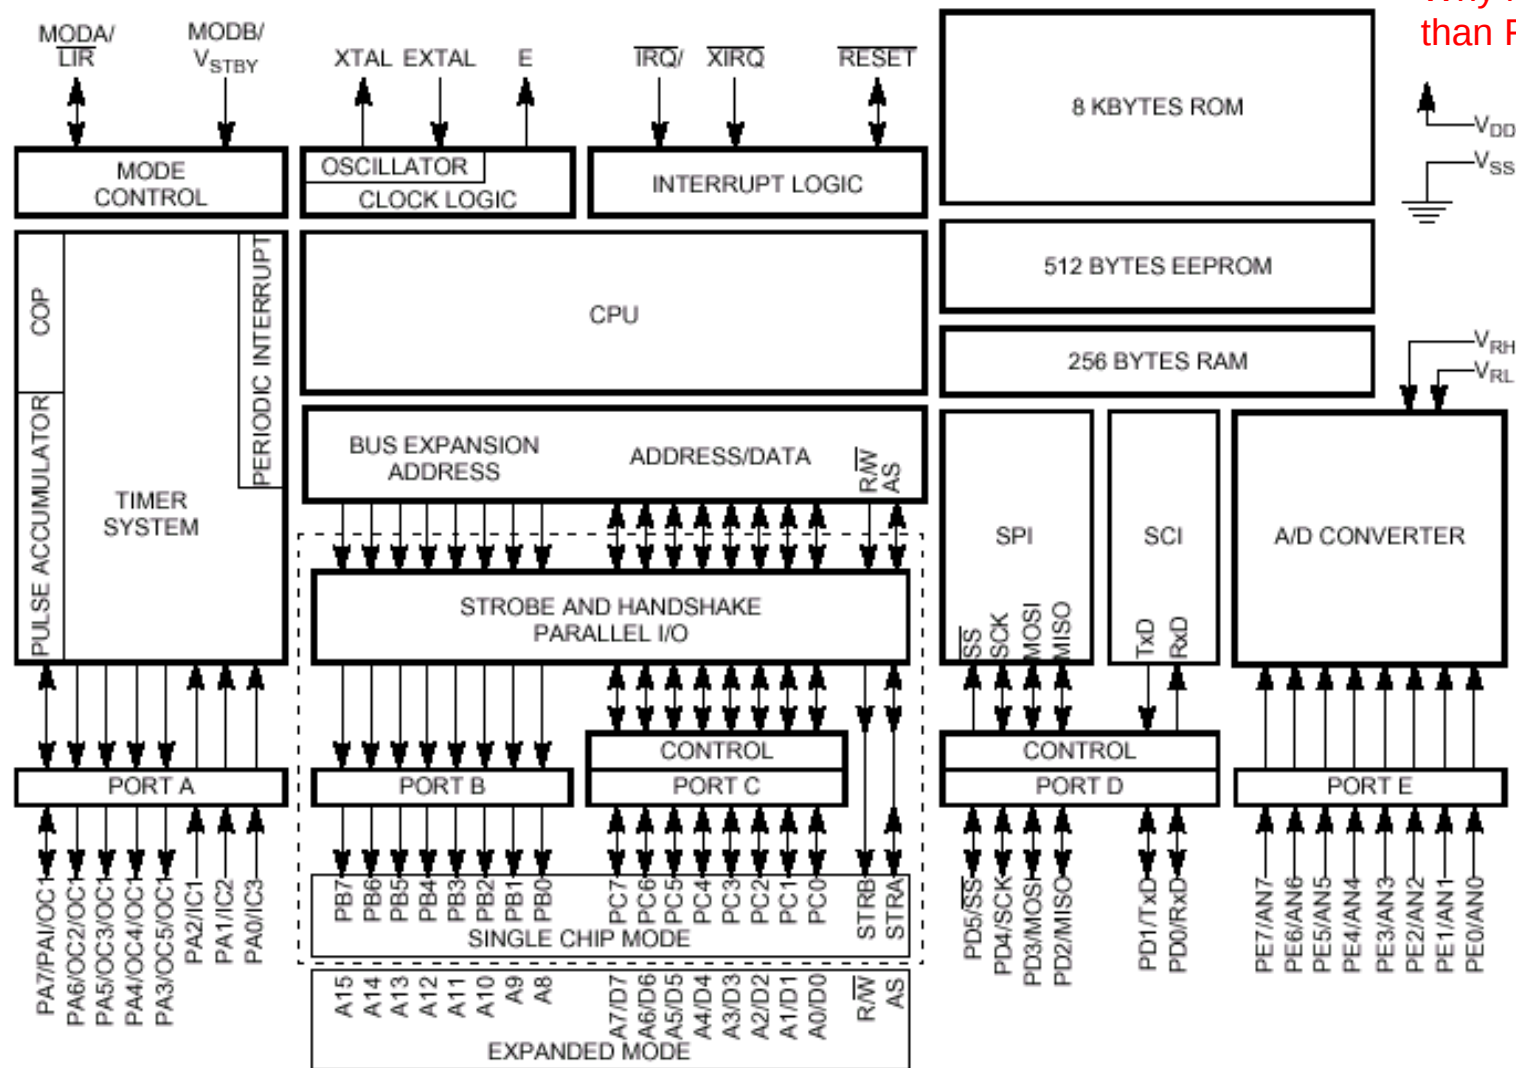 Why
than
MODA/
LIR
MODB/
VSTBY
XTAL EXTAL E
IRQ/ XIRQ
RESET
8 KBYTES ROM
VDD
VSS
MODE
CONTROL
OSCILLATOR
CLOCK LOGIC
INTERRUPT LOGIC
COP
PERIODIC INTERRUPT
PULSE ACCUMULATOR
TIMER
SYSTEM
CPU
512 BYTES EEPROM
256 BYTES RAM
VRH
VRL
BUS EXPANSION
ADDRESS
ADDRESS/DATA
R/W
AS
STROBE AND HANDSHAKE
PARALLEL I/O
SPI
SS
SCK
MOSI
MISO
SCI
TxD
RxD
A/D CONVERTER
PORT A
PORT B
CONTROL
PORT C
CONTROL
PORT D
PORT E
PA7/PAI/OC1
PA6/OC2/OC1
PA5/OC3/OC1
PA4/OC4/OC1
PA3/OC5/OC1
PA2/IC1
PA1/IC2
PA0/IC3
PB7
PB6
PB5
PB4
PB3
PB2
PB1
PB0
PC7
PC6
PC5
PC4
PC3
PC2
PC1
PC0
STRB
STRA
SINGLE CHIP MODE
A15
A14
A13
A12
A11
A10
A9
A8
A7/D7
A6/D6
A5/D5
A4/D4
A3/D3
A2/D2
A1/D1
A0/D0
R/W
AS
EXPANDED MODE
PD5/SS
PD4/SCK
PD3/MOSI
PD2/MISO
PD1/TxD
PD0/RxD
PE7/AN7
PE6/AN6
PE5/AN5
PE4/AN4
PE3/AN3
PE2/AN2
PE1/AN1
PE0/AN0